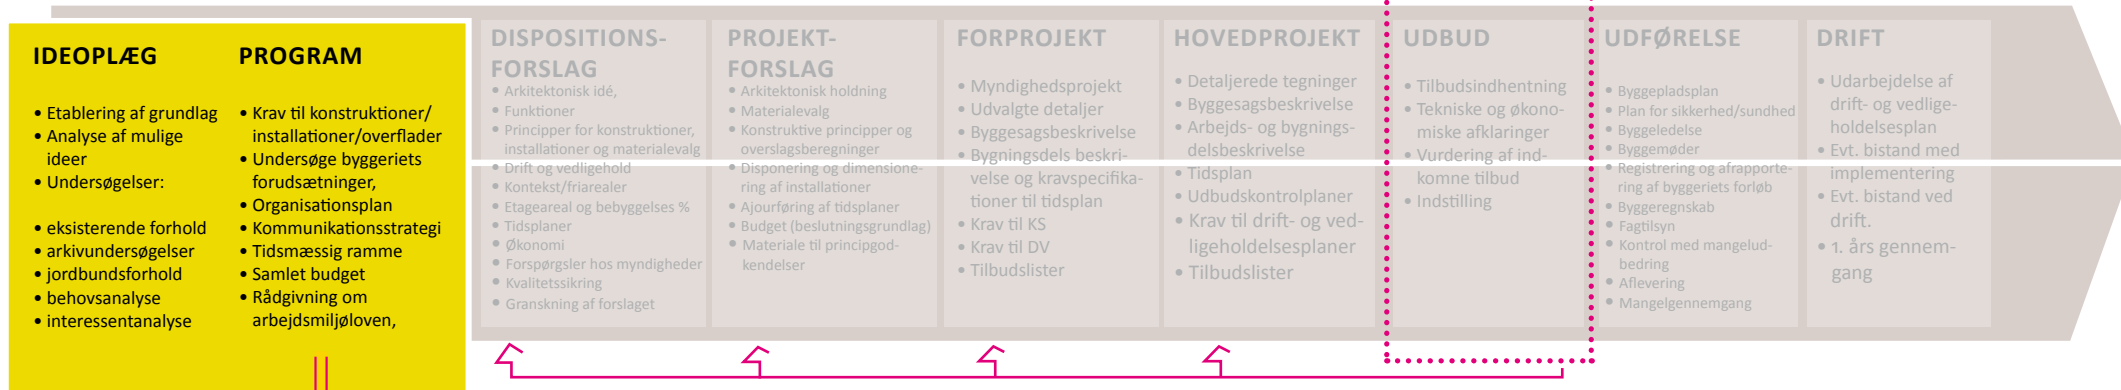 IDEOPLÆG
• Etablering af grundlag
• Analyse af mulige
ideer
• Undersøgelser:
• eksisterende forhold
• arkivundersøgelser
• jordbundsforhold
• behovsanalyse
• interessentanalyse
PROGRAM
• Krav til konstruktioner/
installationer/overflader
• Undersøge byggeriets
forudsætninger,
• Organisationsplan
• Kommunikationsstrategi
• Tidsmæssig ramme
• Samlet budget
• Rådgivning om
arbejdsmiljøloven,
DISPOSITIONS-
FORSLAG
• Arkitektonisk idé,
• Funktioner
• Principper for konstruktioner,
installationer og materialevalg
• Drift og vedligehold
• Kontekst/friarealer
• Etageareal og bebyggelses %
• Tidsplaner
• Økonomi
• Forspørgsler hos myndigheder
• Kvalitetssikring
• Granskning af forslaget
PROJEKT-
FORSLAG
• Arkitektonisk holdning
• Materialevalg
• Konstruktive principper og
overslagsberegninger
• Disponering og dimensione-
ring af installationer
• Ajourføring af tidsplaner
• Budget (beslutningsgrundlag)
• Materiale til principgod-
kendelser
FORPROJEKT
• Myndighedsprojekt
• Udvalgte detaljer
• Byggesagsbeskrivelse
• Bygningsdels beskri-
velse og kravspecifika-
tioner til tidsplan
• Krav til KS
• Krav til DV
• Tilbudslister
HOVEDPROJEKT
• Detaljerede tegninger
• Byggesagsbeskrivelse
• Arbejds- og bygnings-
delsbeskrivelse
• Tidsplan
• Udbudskontrolplaner
• Krav til drift- og ved-
ligeholdelsesplaner
• Tilbudslister
UDBUD
• Tilbudsindhentning
• Tekniske og økono-
miske afklaringer
• Vurdering af ind-
komne tilbud
• Indstilling
UDFØRELSE
• Byggepladsplan
• Plan for sikkerhed/sundhed
• Byggeledelse
• Byggemøder
• Registrering og afrapporte-
ring af byggeriets forløb
• Byggeregnskab
• Fagtilsyn
• Kontrol med mangelud-
bedring
• Aflevering
• Mangelgennemgang
DRIFT
• Udarbejdelse af
drift- og vedlige-
holdelsesplan
• Evt. bistand med
implementering
• Evt. bistand ved
drift.
• 1. års gennem-
gang